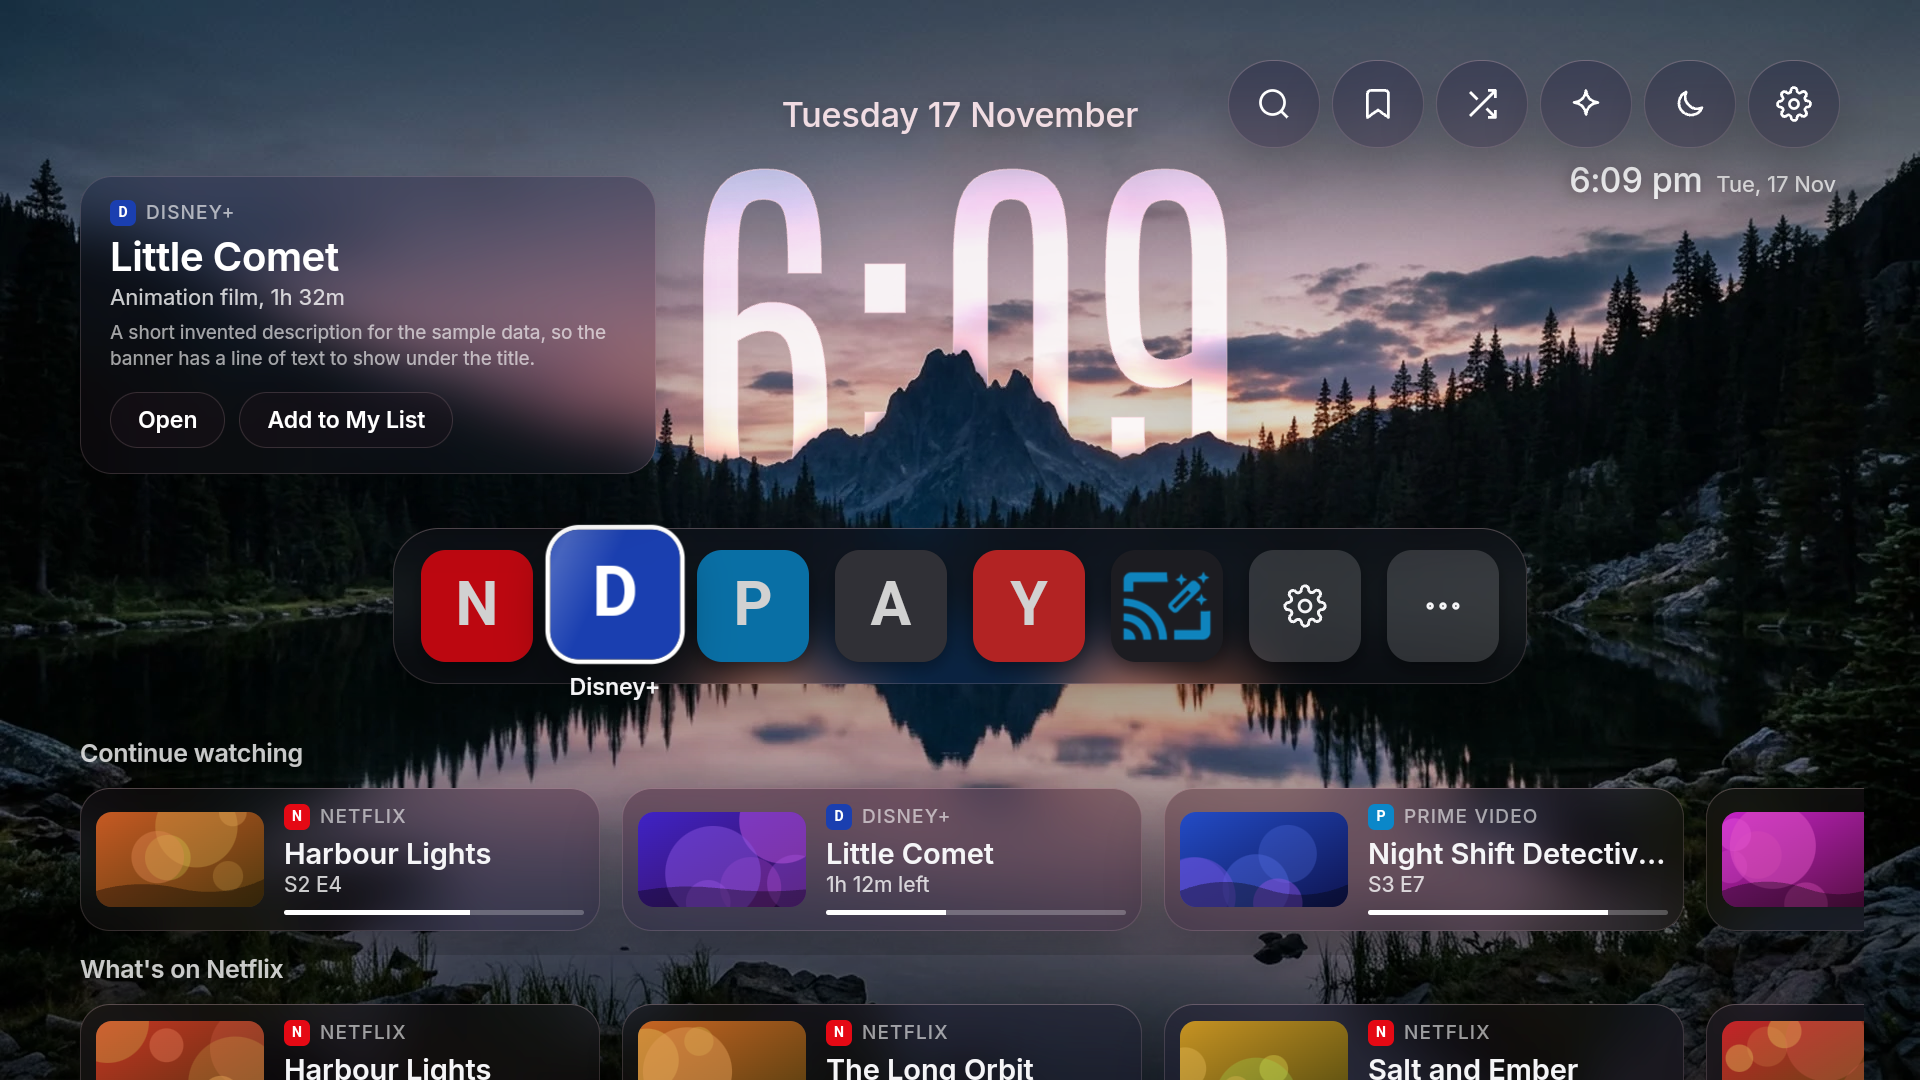 Tuesday 17 November
6:09
6:09 pm Tue, 17 Nov
D DISNEY+
Little Comet
Animation film, 1h 32m
A short invented description for the sample data, so the
banner has a line of text to show under the title.
Open Add to My List
N D P A Y
Disney+
Continue watching
N NETFLIX
Harbour Lights
S2 E4
D DISNEY+
Little Comet
1h 12m left
P PRIME VIDEO
Night Shift Detectiv...
S3 E7
What's on Netflix
N NETFLIX
Harbour Lights
N NETFLIX
The Long Orbit
N NETFLIX
Salt and Ember